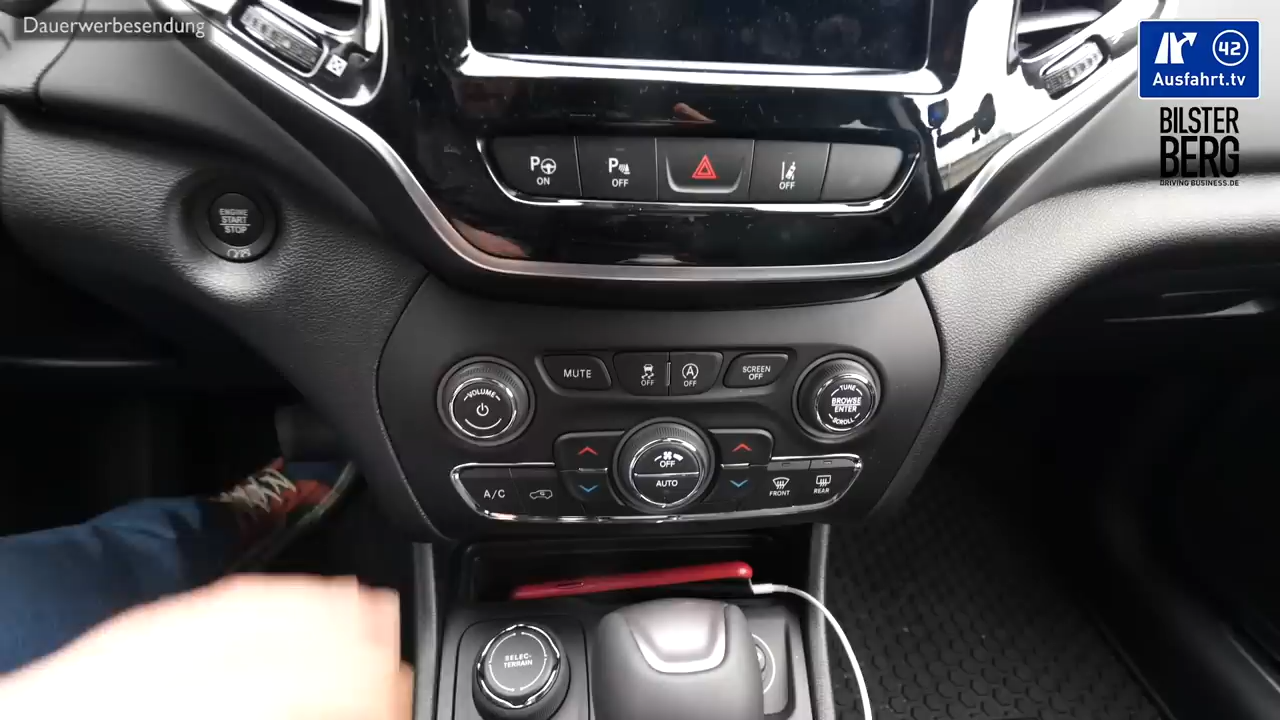 Dauerwerbesendung
42
Ausfahrt.tv
BILSTER
BERG
DRIVING BUSINESS.DE
P
ON
P
OFF
OFF
ENGINE
START
STOP
VOLUME
MUTE
OFF
A
OFF
SCREEN
OFF
TUNE
BROWSE
ENTER
SCROLL
OFF
AUTO
A/C
FRONT
REAR
SELEC-
TERRAIN